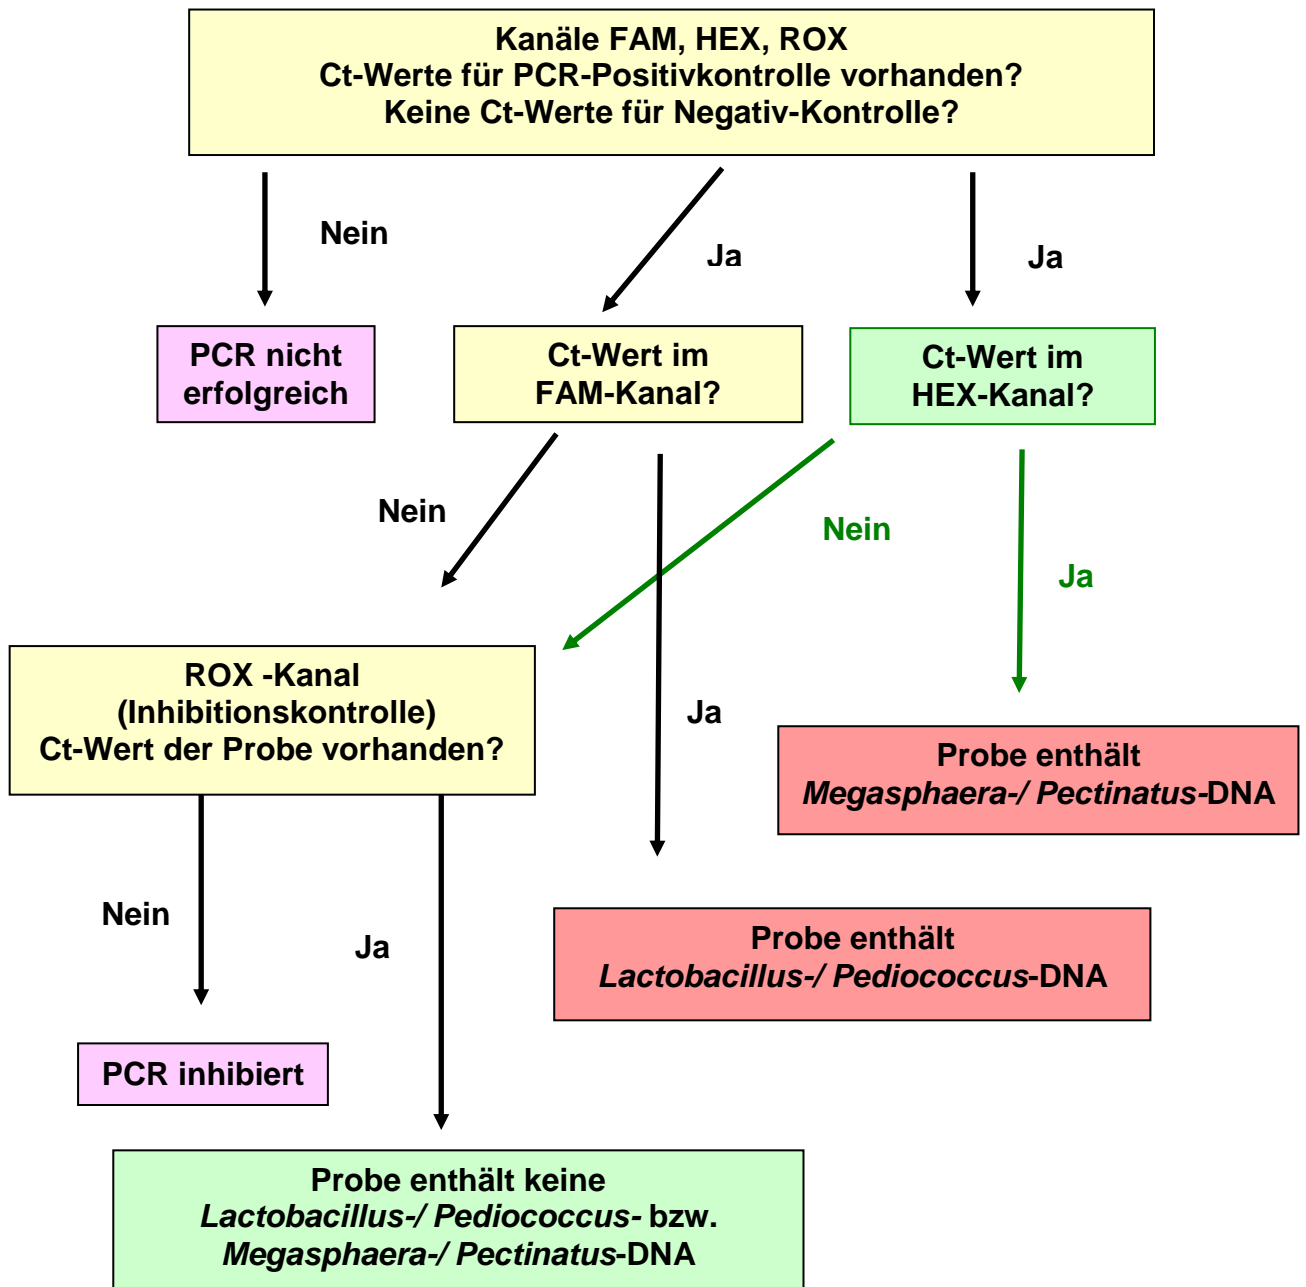 Kanäle FAM, HEX, ROX
Ct-Werte für PCR-Positivkontrolle vorhanden?
Keine Ct-Werte für Negativ-Kontrolle?
Nein
Ja
Ja
PCR nicht
erfolgreich
Ct-Wert im
FAM-Kanal?
Ct-Wert im
HEX-Kanal?
Nein
Nein
Ja
ROX -Kanal
(Inhibitionskontrolle)
Ct-Wert der Probe vorhanden?
Ja
Probe enthält
Megasphaera-/ Pectinatus-DNA
Nein
Ja
Probe enthält
Lactobacillus-/ Pediococcus-DNA
PCR inhibiert
Probe enthält keine
Lactobacillus-/ Pediococcus- bzw.
Megasphaera-/ Pectinatus-DNA